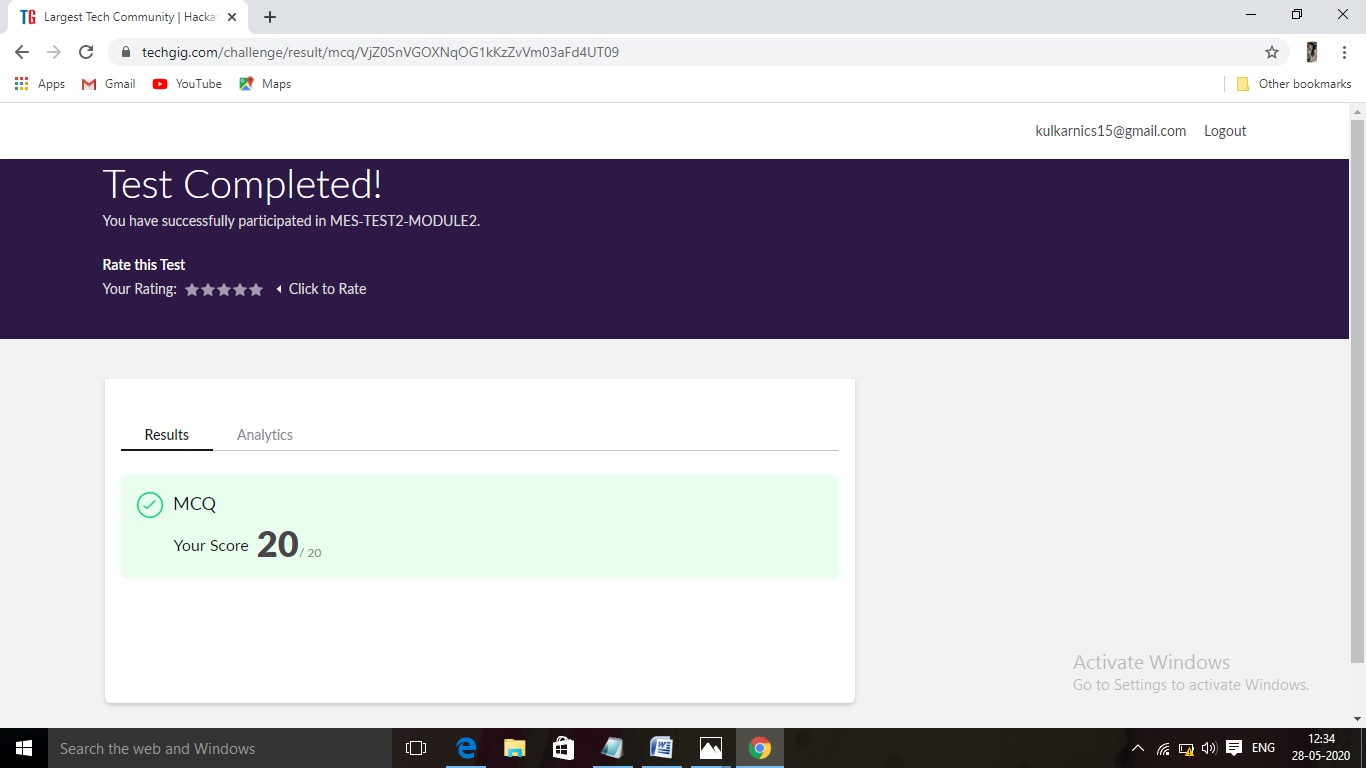 TG Largest Tech Community | Hacka
techgig.com/challenge/result/mcq/VjZ0SnVGOXNqOG1kKzZvVm03aFd4UT09
Apps Gmail YouTube Maps Other bookmarks
kulkarnics15@gmail.com Logout
Test Completed!
You have successfully participated in MES-TEST2-MODULE2.
Rate this Test
Your Rating: Click to Rate
Results Analytics
MCQ
Your Score 20 / 20
Activate Windows
Go to Settings to activate Windows.
Search the web and Windows
ENG
12:34
28-05-2020